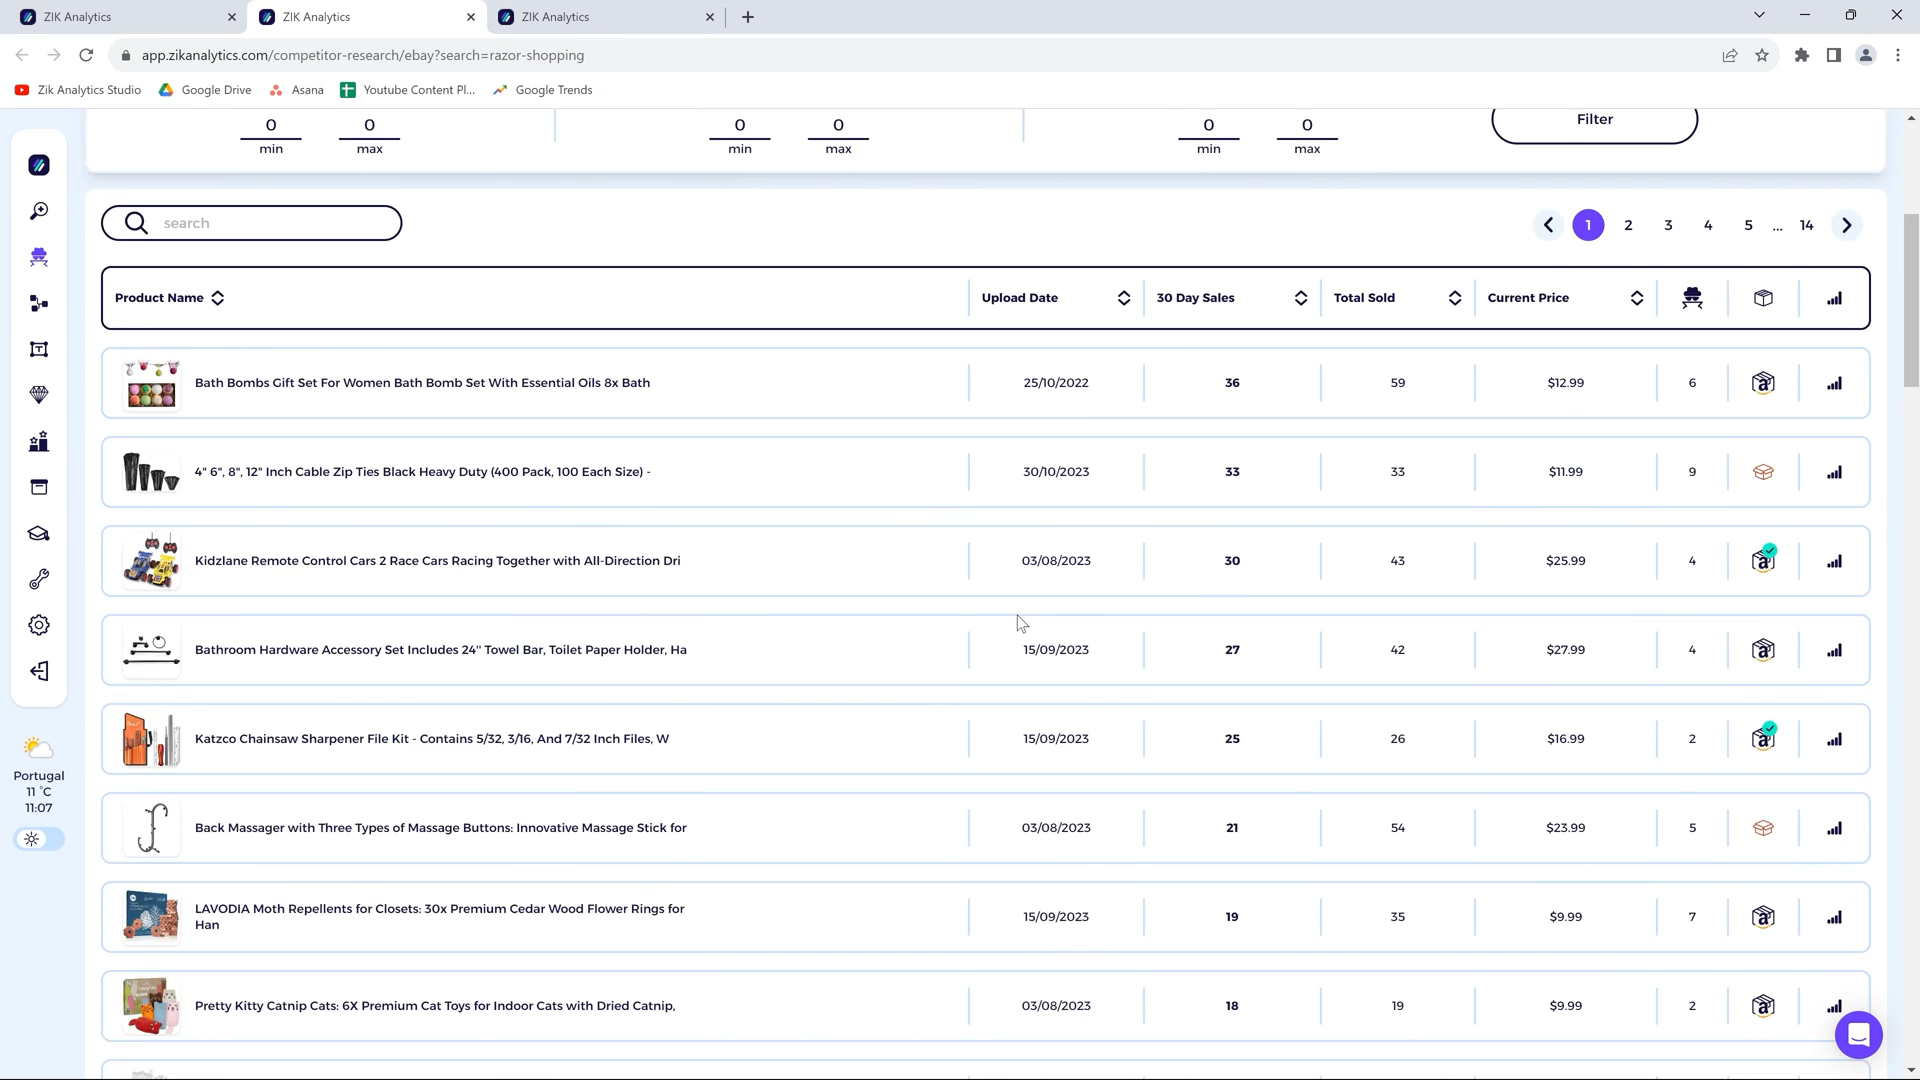 ZIK Analytics
ZIK Analytics
ZIK Analytics
app.zikanalytics.com/competitor-research/ebay?search=razor-shopping
Zik Analytics Studio
Google Drive
Asana
Youtube Content Pl...
Google Trends
0 0 0 0 0 0 Filter
min max min max min max
search
1 2 3 4 5 ... 14
Product Name Upload Date 30 Day Sales Total Sold Current Price
Bath Bombs Gift Set For Women Bath Bomb Set With Essential Oils 8x Bath 25/10/2022 36 59 $12.99 6
4" 6", 8", 12" Inch Cable Zip Ties Black Heavy Duty (400 Pack, 100 Each Size) - 30/10/2023 33 33 $11.99 9
Kidzlane Remote Control Cars 2 Race Cars Racing Together with All-Direction Dri 03/08/2023 30 43 $25.99 4
Bathroom Hardware Accessory Set Includes 24'' Towel Bar, Toilet Paper Holder, Ha 15/09/2023 27 42 $27.99 4
Katzco Chainsaw Sharpener File Kit - Contains 5/32, 3/16, And 7/32 Inch Files, W 15/09/2023 25 26 $16.99 2
Back Massager with Three Types of Massage Buttons: Innovative Massage Stick for 03/08/2023 21 54 $23.99 5
LAVODIA Moth Repellents for Closets: 30x Premium Cedar Wood Flower Rings for
Han 15/09/2023 19 35 $9.99 7
Pretty Kitty Catnip Cats: 6X Premium Cat Toys for Indoor Cats with Dried Catnip, 03/08/2023 18 19 $9.99 2
Portugal
11 °C
11:07